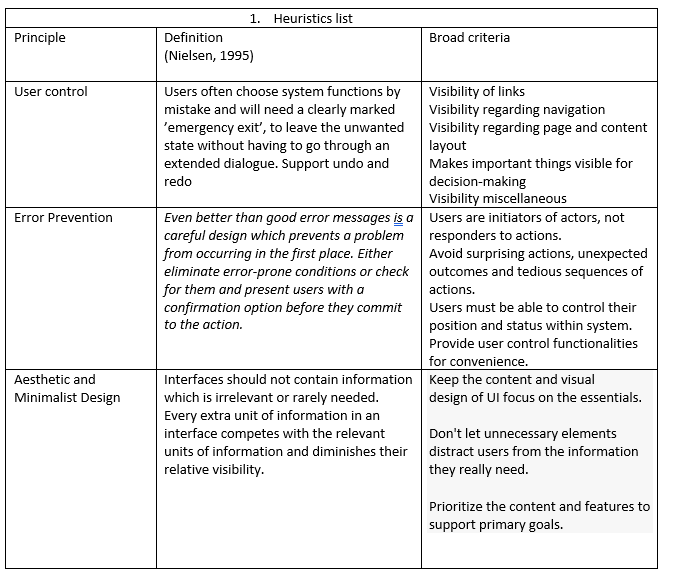 1. Heuristics list
Principle
Definition
(Nielsen, 1995)
Broad criteria
User control
Users often choose system functions by
mistake and will need a clearly marked
’emergency exit’, to leave the unwanted
state without having to go through an
extended dialogue. Support undo and
redo
Visibility of links
Visibility regarding navigation
Visibility regarding page and content
layout
Makes important things visible for
decision-making
Visibility miscellaneous
Error Prevention
Even better than good error messages is a
careful design which prevents a problem
from occurring in the first place. Either
eliminate error-prone conditions or check
for them and present users with a
confirmation option before they commit
to the action.
Users are initiators of actors, not
responders to actions.
Avoid surprising actions, unexpected
outcomes and tedious sequences of
actions.
Users must be able to control their
position and status within system.
Provide user control functionalities
for convenience.
Aesthetic and
Minimalist Design
Interfaces should not contain information
which is irrelevant or rarely needed.
Every extra unit of information in an
interface competes with the relevant
units of information and diminishes their
relative visibility.
Keep the content and visual
design of UI focus on the essentials.
Don't let unnecessary elements
distract users from the information
they really need.
Prioritize the content and features to
support primary goals.